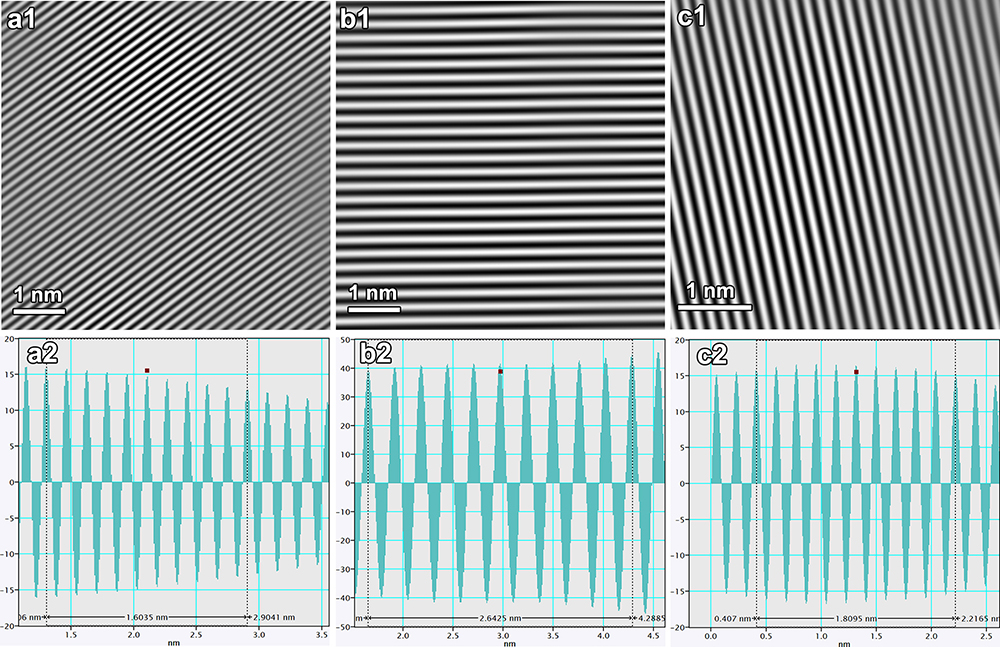 a1
1 nm
b1
1 nm
c1
1 nm
a2
20
15
10
5
0
-5
-10
-15
-20
06 nm
1.6035 nm
2.9041 nm
1.5 2.0 2.5 3.0 3.5
nm
b2
50
40
30
20
10
0
-10
-20
-30
-40
-50
m
2.6425 nm
4.2885
2.0 2.5 3.0 3.5 4.0 4.5
nm
c2
20
15
10
5
0
-5
-10
-15
-20
0.407 nm
1.8095 nm
2.2165 n
0.0 0.5 1.0 1.5 2.0 2.5
nm